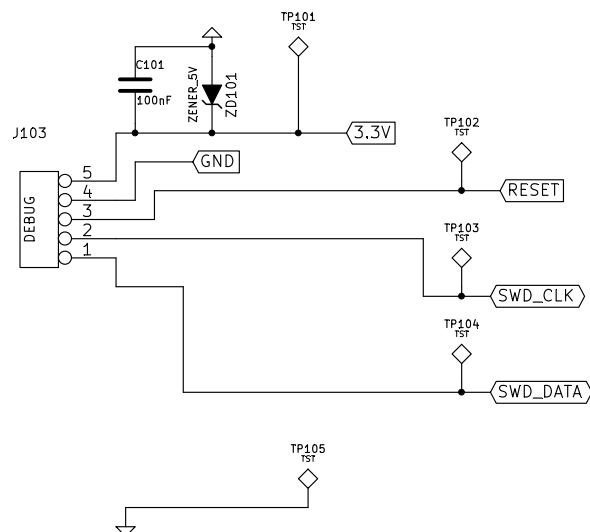 TP101
TST
C101
100nF
ZENER_5V
ZD101
3.3V
J103
TP102
TST
5
GND
4
RESET
3
DEBUG
2
TP103
TST
1
SWD_CLK
TP104
TST
SWD_DATA
TP105
TST